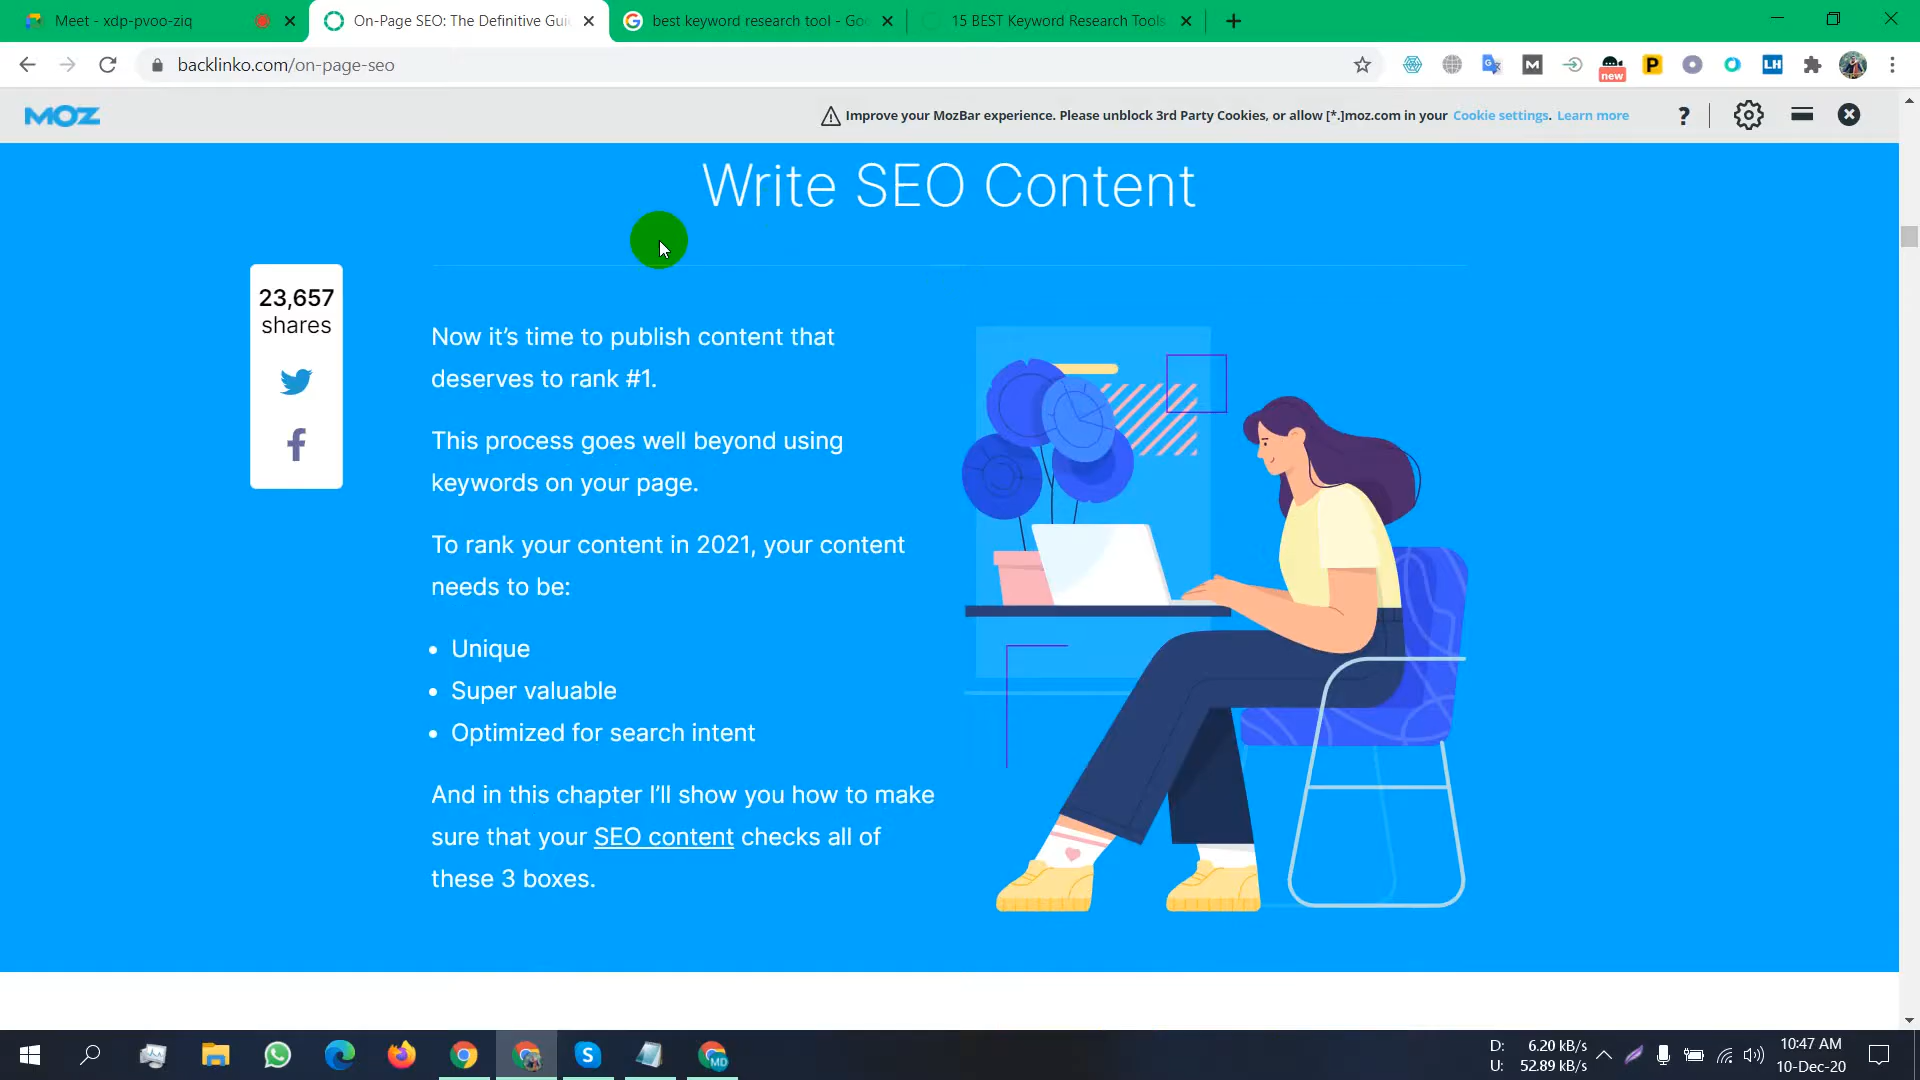 Meet - xdp-pvoo-ziq
On-Page SEO: The Definitive Gui
best keyword research tool - Goo
15 BEST Keyword Research Tools
backlinko.com/on-page-seo
new
MOZ
Improve your MozBar experience. Please unblock 3rd Party Cookies, or allow [*.]moz.com in your Cookie settings. Learn more
Write SEO Content
23,657
shares
Now it’s time to publish content that
deserves to rank #1.
This process goes well beyond using
keywords on your page.
To rank your content in 2021, your content
needs to be:
• Unique
• Super valuable
• Optimized for search intent
And in this chapter I’ll show you how to make
sure that your SEO content checks all of
these 3 boxes.
D: 6.20 kB/s
U: 52.89 kB/s
10:47 AM
10-Dec-20